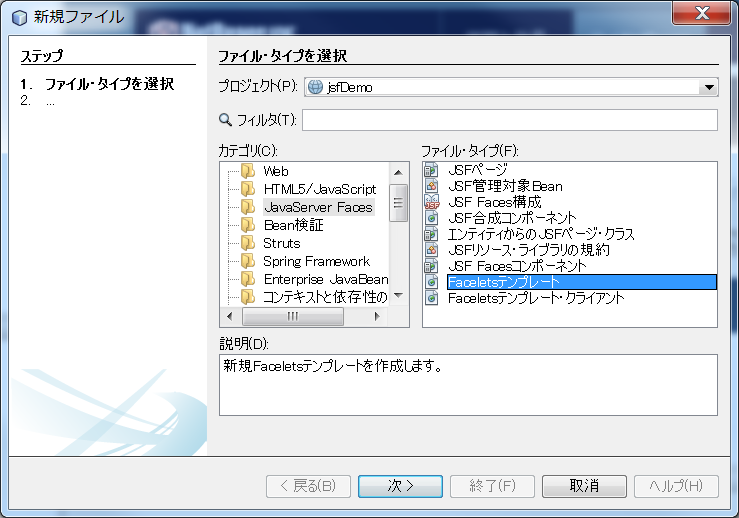 新規ファイル
ステップ
1. ファイル・タイプを選択
2. ...
ファイル・タイプを選択
プロジェクト(P): jsfDemo
フィルタ(T):
カテゴリ(C):
Web
HTML5/JavaScript
JavaServer Faces
Bean検証
Struts
Spring Framework
Enterprise JavaBean
コンテキストと依存性の
ファイル・タイプ(F):
JSFページ
JSF管理対象Bean
JSF Faces構成
JSF合成コンポーネント
エンティティからのJSFページ・クラス
JSFリソース・ライブラリの規約
JSF Facesコンポーネント
Faceletsテンプレート
Faceletsテンプレート・クライアント
説明(D):
新規Faceletsテンプレートを作成します。
< 戻る(B)
次 >
終了(F)
取消
ヘルプ(H)